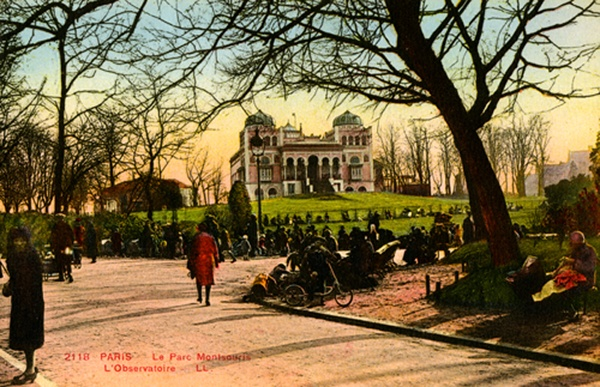 2118 PARIS - Le Parc Montsouris
L'Observatoire LL